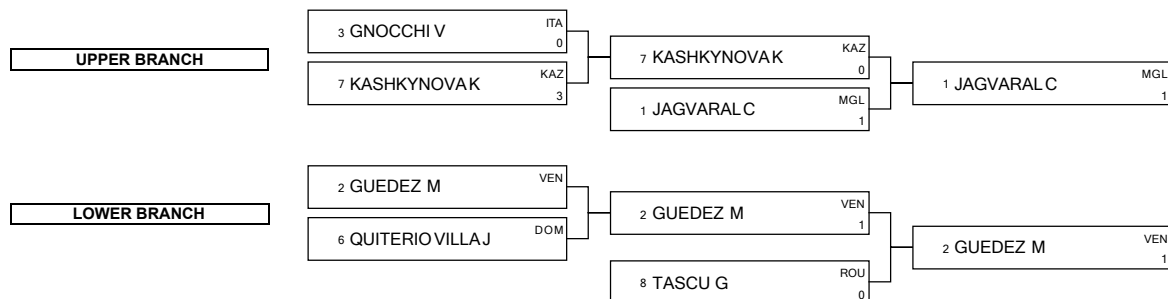 UPPER BRANCH
3 GNOCCHI V ITA
0
7 KASHKYNOVA K KAZ
3
7 KASHKYNOVA K KAZ
0
1 JAGVARAL C MGL
1
1 JAGVARAL C MGL
1
LOWER BRANCH
2 GUEDEZ M VEN
6 QUITERIO VILLA J DOM
2 GUEDEZ M VEN
1
8 TASCU G ROU
0
2 GUEDEZ M VEN
1